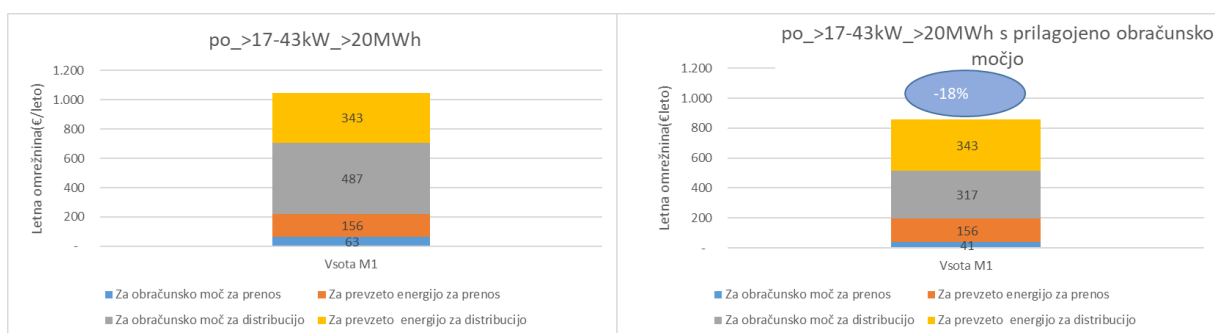 po_>17-43kW_>20MWh
Letna omrežnina(€/leto)
1.200
1.000
800
600
400
200
-
343
487
156
63
Vsota M1
Za obračunsko moč za prenos
Za prevzeto energijo za prenos
Za obračunsko moč za distribucijo
Za prevzeto energijo za distribucijo
po_>17-43kW_>20MWh s prilagojeno obračunsko
močjo
Letna omrežnina(€leto)
1.200
1.000
800
600
400
200
-
-18%
343
317
156
41
Vsota M1
Za obračunsko moč za prenos
Za prevzeto energijo za prenos
Za obračunsko moč za distribucijo
Za prevzeto energijo za distribucijo